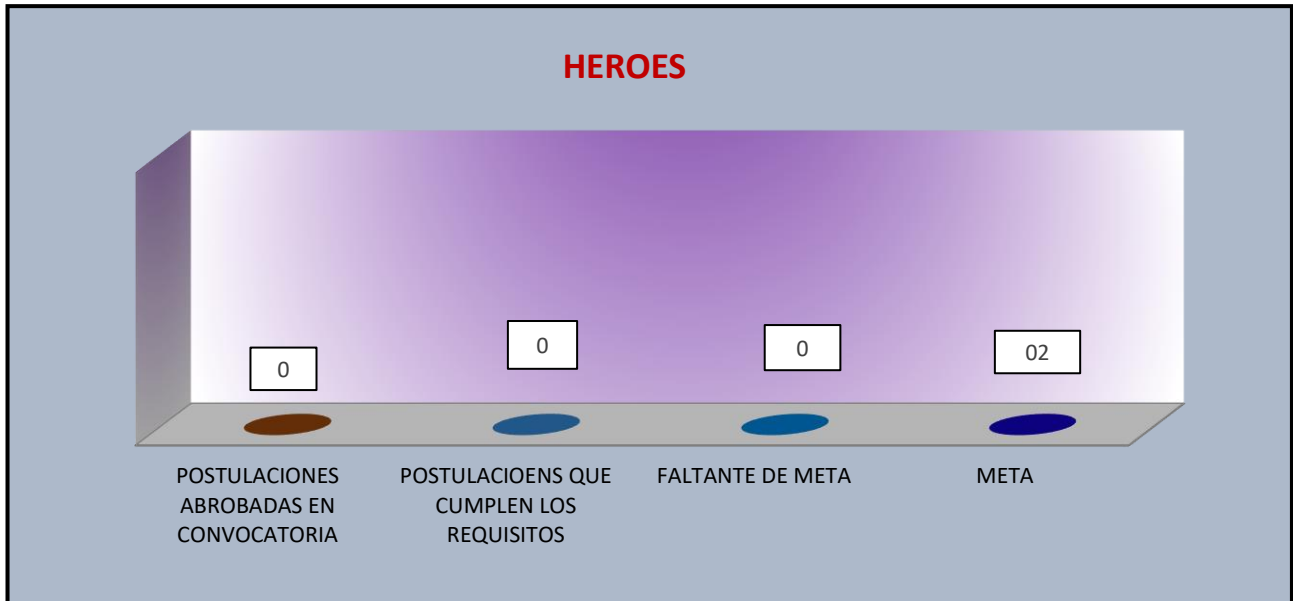 HEROES
0
0
0
02
POSTULACIONES
ABROBADAS EN
CONVOCATORIA
POSTULACIOENS QUE
CUMPLEN LOS
REQUISITOS
FALTANTE DE META
META